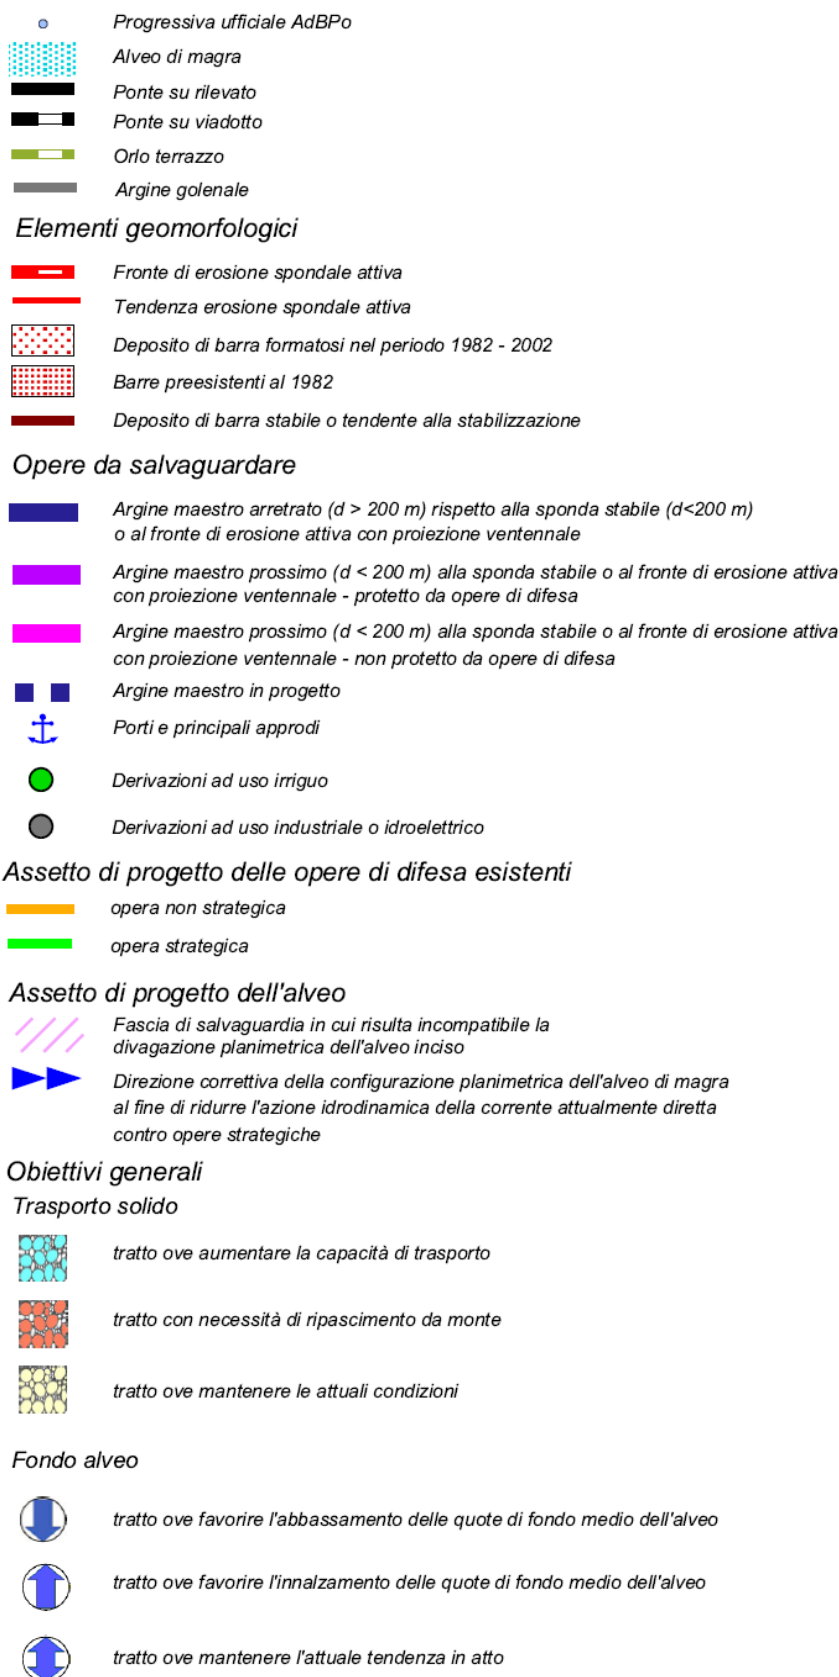 Progressiva ufficiale AdBPo
Alveo di magra
Ponte su rilevato
Ponte su viadotto
Orlo terrazzo
Argine golenale
Elementi geomorfologici
Fronte di erosione spondale attiva
Tendenza erosione spondale attiva
Deposito di barra formatosi nel periodo 1982 - 2002
Barre preesistenti al 1982
Deposito di barra stabile o tendente alla stabilizzazione
Opere da salvaguardare
Argine maestro arretrato (d > 200 m) rispetto alla sponda stabile (d<200 m)
o al fronte di erosione attiva con proiezione ventennale
Argine maestro prossimo (d < 200 m) alla sponda stabile o al fronte di erosione attiva
con proiezione ventennale - protetto da opere di difesa
Argine maestro prossimo (d < 200 m) alla sponda stabile o al fronte di erosione attiva
con proiezione ventennale - non protetto da opere di difesa
Argine maestro in progetto
Porti e principali approdi
Derivazioni ad uso irriguo
Derivazioni ad uso industriale o idroelettrico
Assetto di progetto delle opere di difesa esistenti
opera non strategica
opera strategica
Assetto di progetto dell'alveo
Fascia di salvaguardia in cui risulta incompatibile la
divagazione planimetrica dell'alveo inciso
Direzione correttiva della configurazione planimetrica dell'alveo di magra
al fine di ridurre l'azione idrodinamica della corrente attualmente diretta
contro opere strategiche
Obiettivi generali
Trasporto solido
tratto ove aumentare la capacità di trasporto
tratto con necessità di ripascimento da monte
tratto ove mantenere le attuali condizioni
Fondo alveo
tratto ove favorire l'abbassamento delle quote di fondo medio dell'alveo
tratto ove favorire l'innalzamento delle quote di fondo medio dell'alveo
tratto ove mantenere l'attuale tendenza in atto